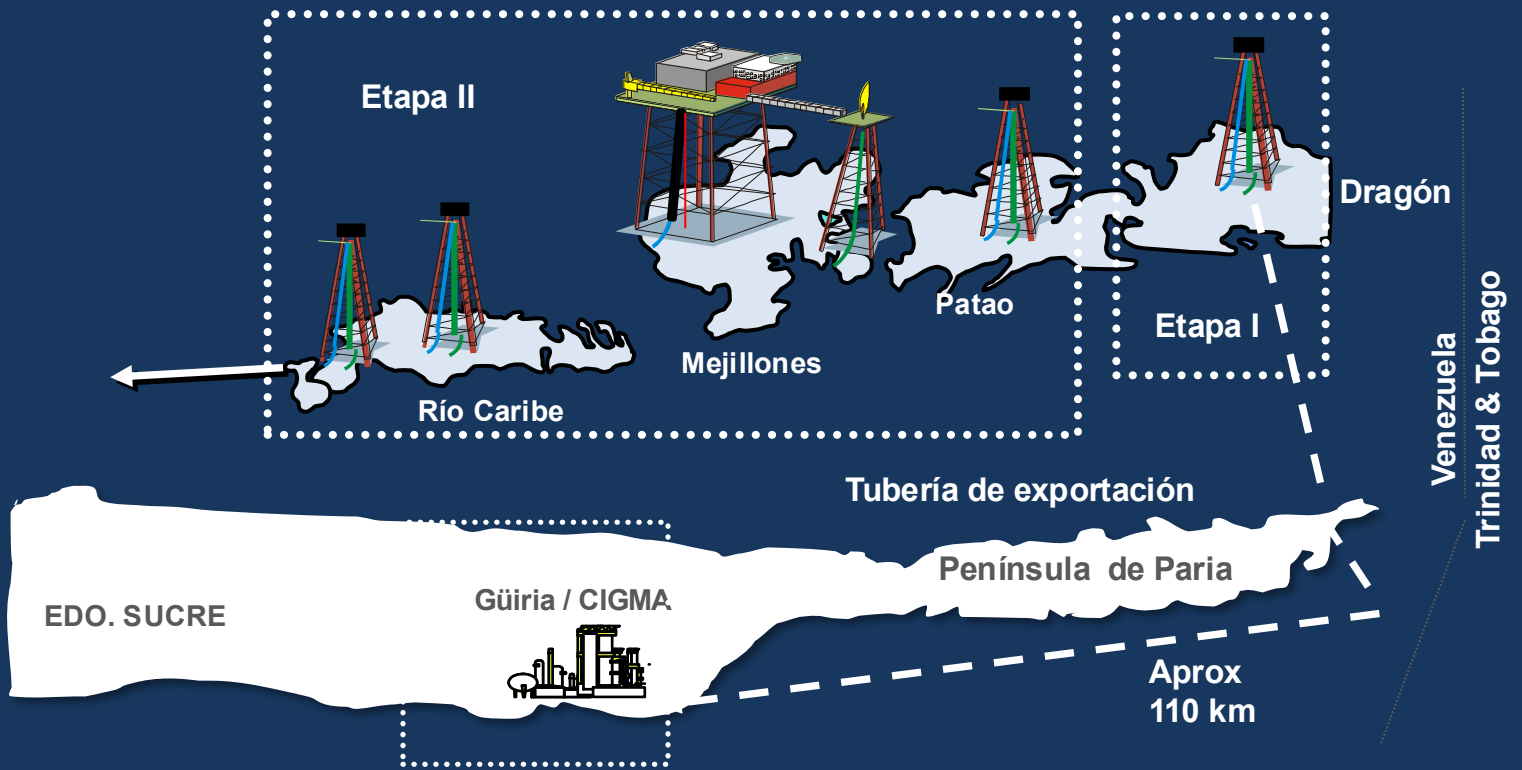 Etapa II
Dragón
Patao
Etapa I
Mejillones
Río Caribe
Venezuela
Trinidad & Tobago
Tubería de exportación
Península de Paria
Güiria / CIGMA
EDO. SUCRE
Aprox
110 km